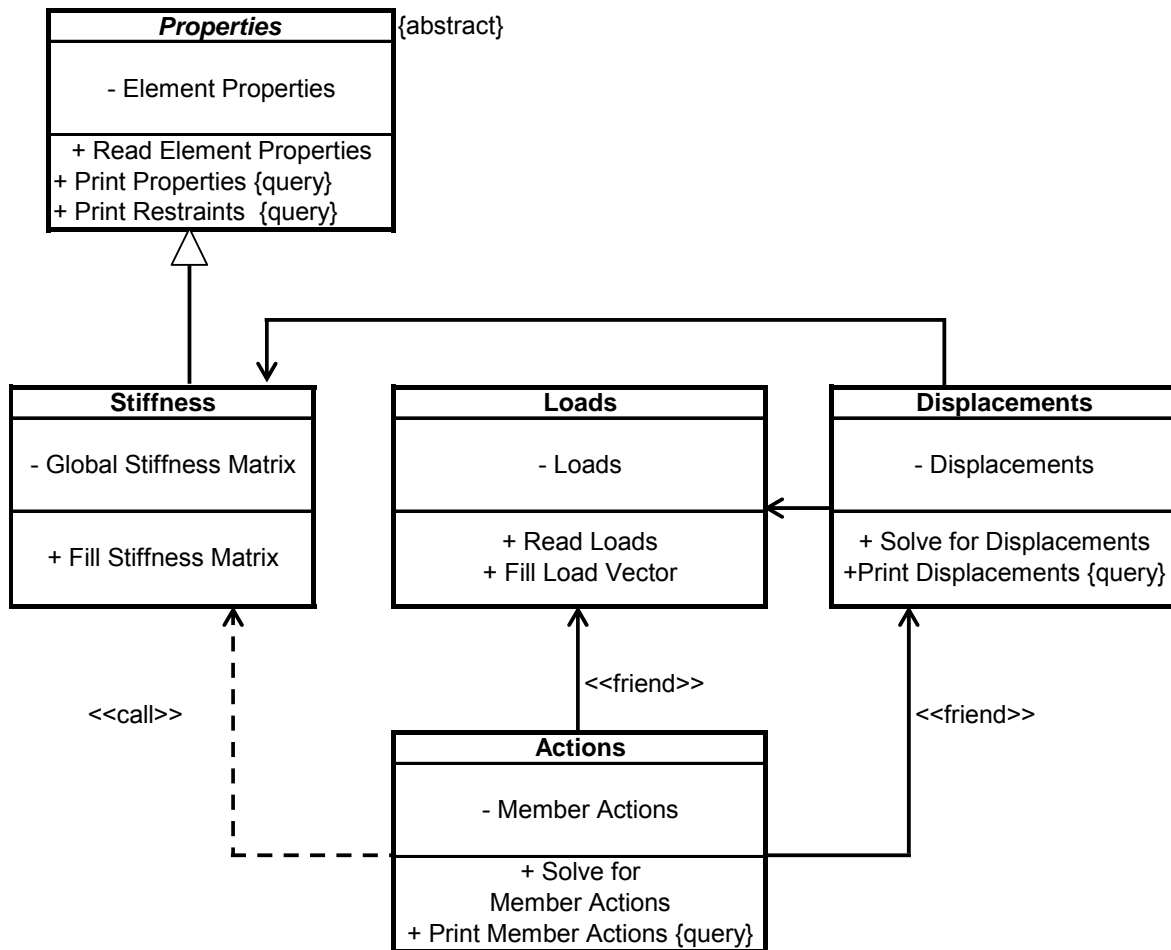 Properties
{abstract}
- Element Properties
+ Read Element Properties
+ Print Properties {query}
+ Print Restraints {query}
Stiffness
- Global Stiffness Matrix
+ Fill Stiffness Matrix
Loads
- Loads
+ Read Loads
+ Fill Load Vector
Displacements
- Displacements
+ Solve for Displacements
+Print Displacements {query}
<<call>>
<<friend>>
<<friend>>
Actions
- Member Actions
+ Solve for
Member Actions
+ Print Member Actions {query}